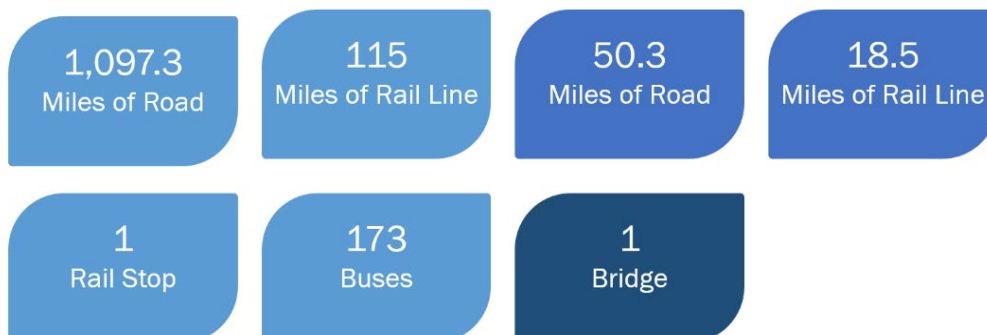 1,097.3
Miles of Road
115
Miles of Rail Line
50.3
Miles of Road
18.5
Miles of Rail Line
1
Rail Stop
173
Buses
1
Bridge